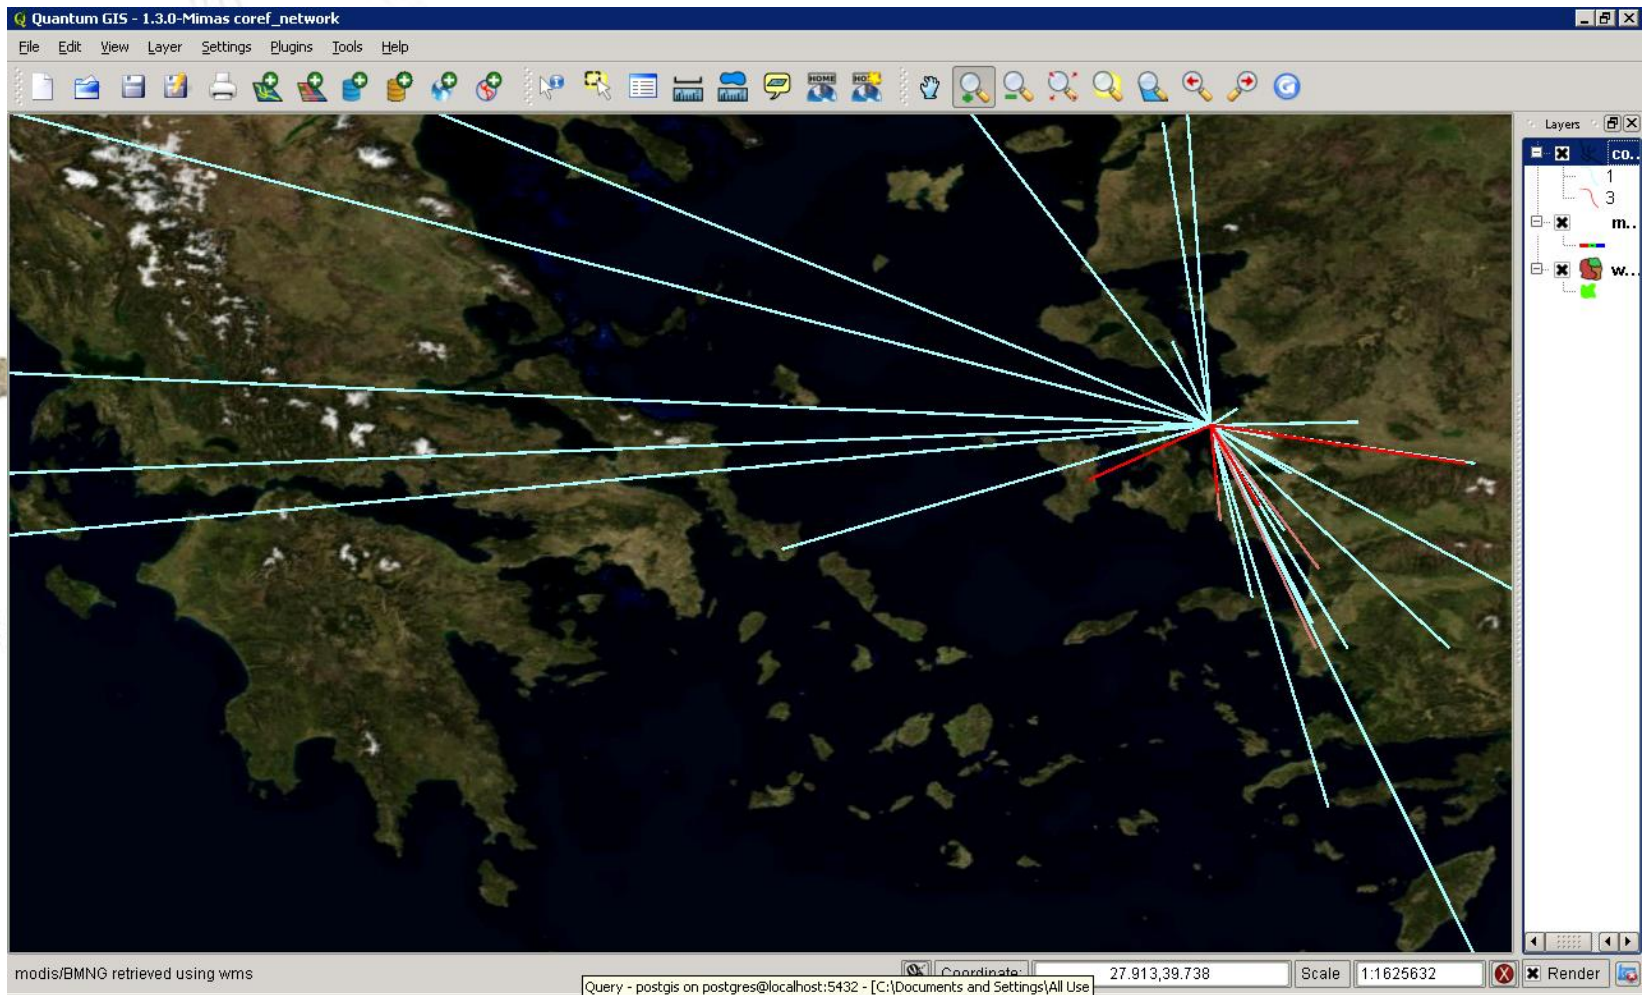 Quantum GIS - 1.3.0-Mimas coref_network
File Edit View Layer Settings Plugins Tools Help
HOME
Layers
co..
1
3
m..
w...
modis/BMNG retrieved using wms
Coordinate:
27.913,39.738
Scale
1:1625632
Render
Query - postgis on postgres@localhost:5432 - [C:\Documents and Settings\All Use